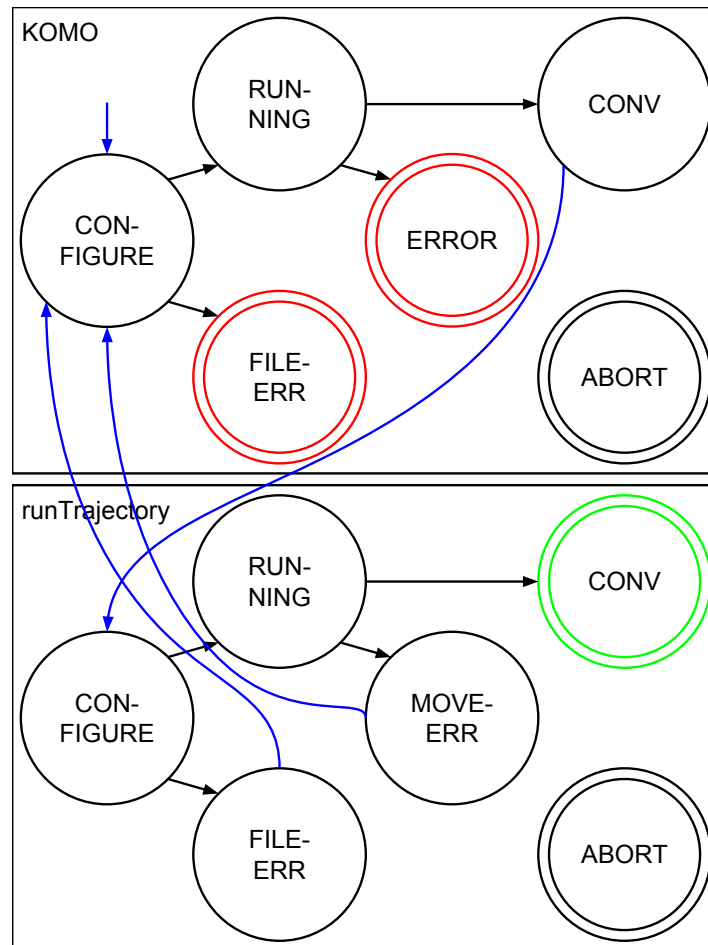 KOMO
RUN-
NING
CONV
CON-
FIGURE
ERROR
FILE-
ERR
ABORT
runTrajectory
RUN-
NING
CONV
CON-
FIGURE
MOVE-
ERR
FILE-
ERR
ABORT